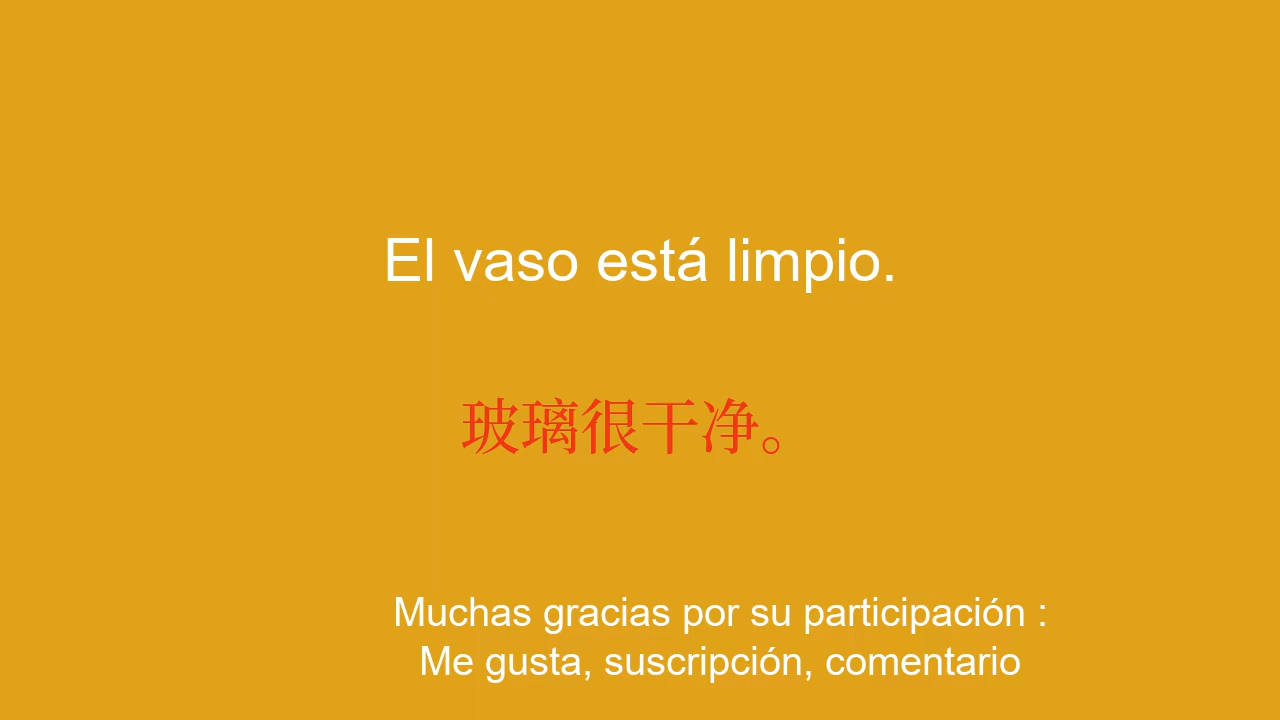 El vaso está limpio.
玻璃很干净。
Muchas gracias por su participación :
Me gusta, suscripción, comentario